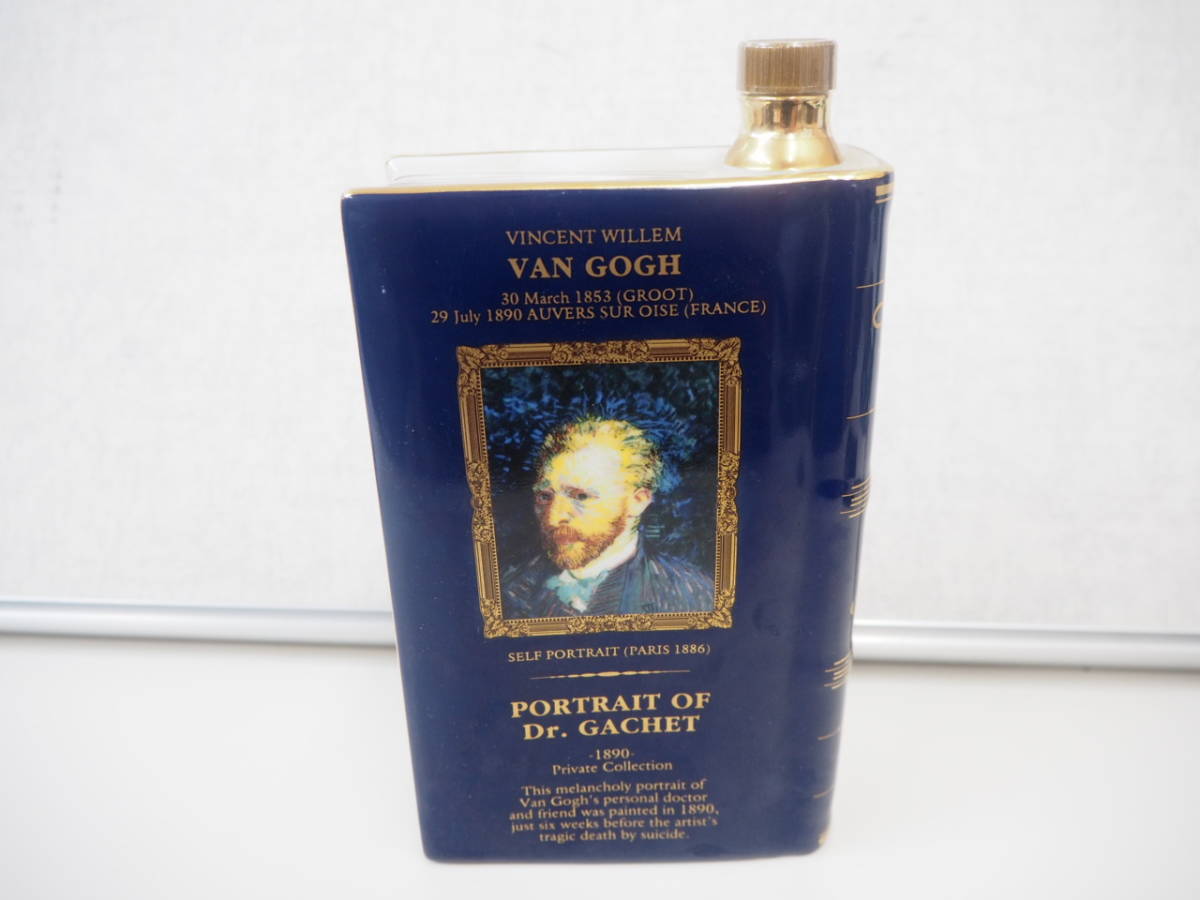 VINCENT WILLEM
VAN GOGH
30 March 1853 (GROOT)
29 July 1890 AUVERS SUR OISE (FRANCE)
SELF PORTRAIT (PARIS 1886)
PORTRAIT OF
Dr. GACHET
-1890-
Private Collection
This melancholy portrait of
Van Gogh's personal doctor
and friend was painted in 1890,
just six weeks before the artist's
tragic death by suicide.